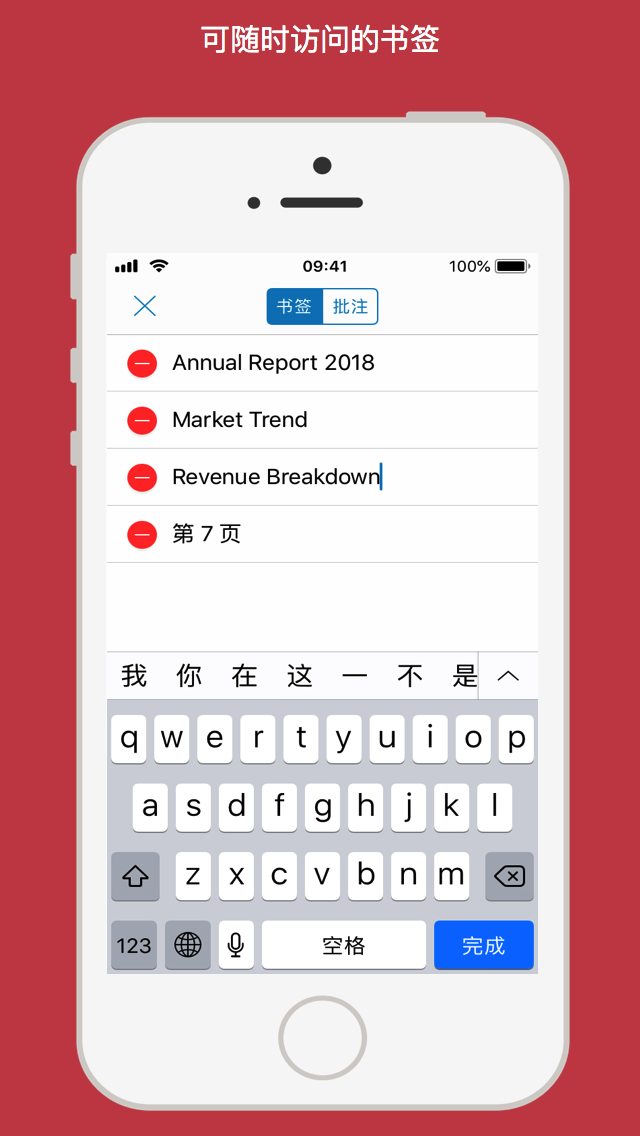 可随时访问的书签
09:41 100%
书签 批注
Annual Report 2018
Market Trend
Revenue Breakdown
第 7 页
我 你 在 这 一 不 是
q w e r t y u i o p
a s d f g h j k l
z x c v b n m
123 空格 完成